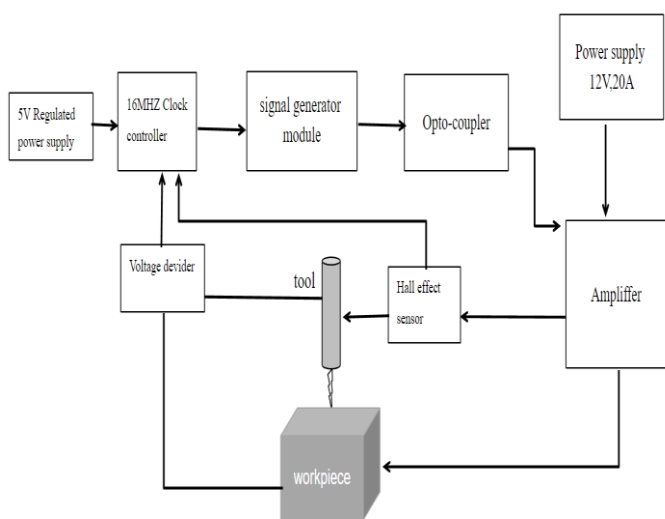 Power supply
12V,20A
5V Regulated
power supply
16MHZ Clock
controller
signal generator
module
Opto-coupler
Voltage devider
tool
Hall effect
sensor
Ampliffer
workpiece